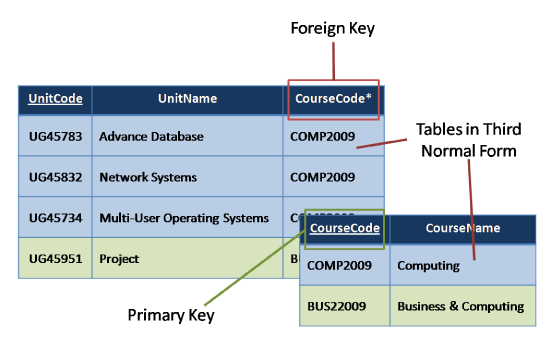 Foreign Key
UnitCode UnitName CourseCode*
UG45783 Advance Database COMP2009
Tables in Third
Normal Form
UG45832 Network Systems COMP2009
UG45734 Multi-User Operating Systems
CourseCode CourseName
UG45951 Project
COMP2009 Computing
Primary Key
BUS22009 Business & Computing